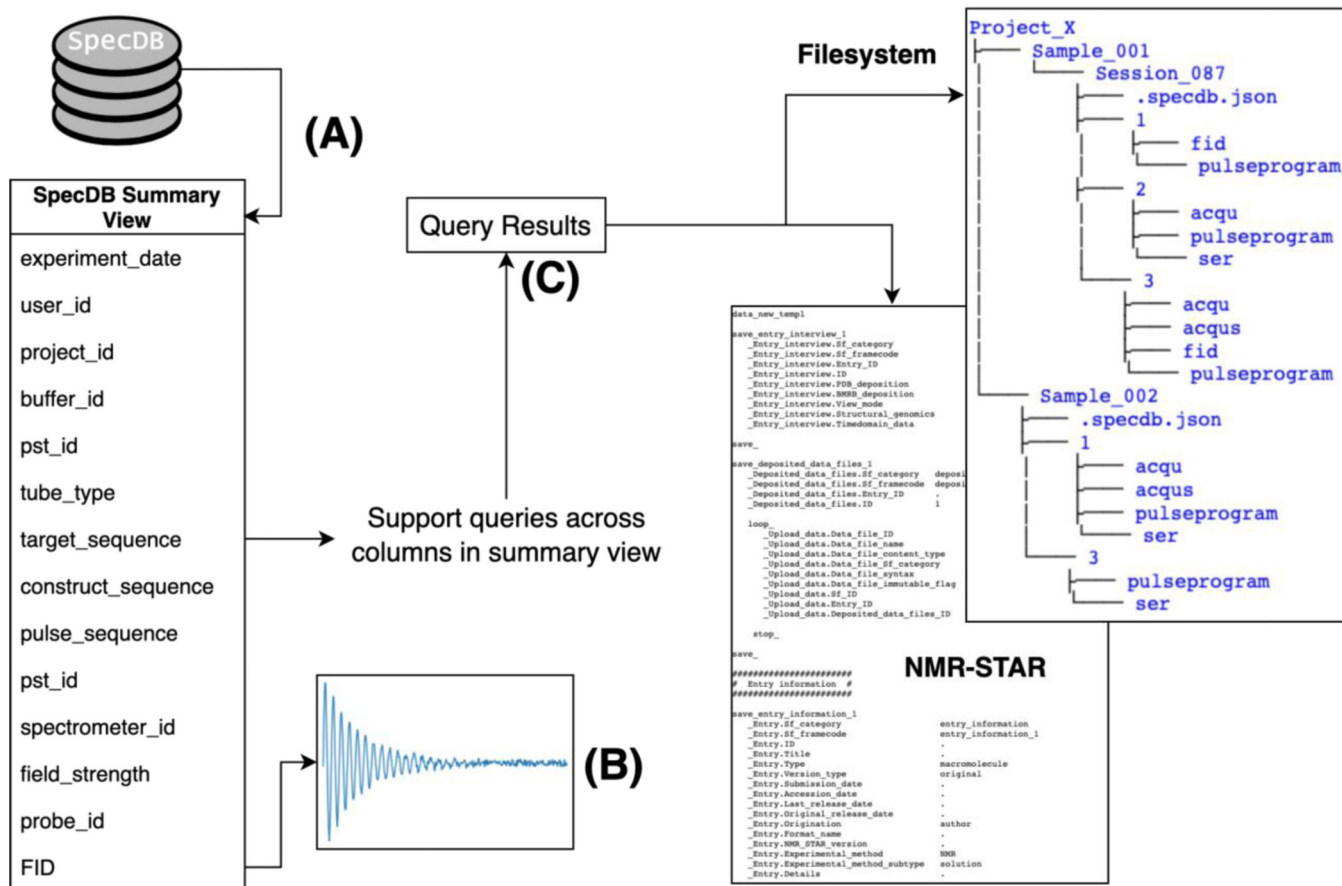 SpecDB
(A)
SpecDB Summary
View
experiment_date
user_id
project_id
buffer_id
pst_id
tube_type
target_sequence
construct_sequence
pulse_sequence
pst_id
spectrometer_id
field_strength
probe_id
FID
(B)
Support queries across
columns in summary view
Query Results
(C)
Filesystem
Project_X
Sample_001
Session_087
.specdb.json
1
fid
pulseprogram
2
acqu
pulseprogram
ser
3
acqu
acqus
fid
pulseprogram
Sample_002
.specdb.json
1
acqu
acqus
pulseprogram
ser
3
pulseprogram
ser
data_new_templ
save_entry_interview_1
_Entry_interview.Sf_category
_Entry_interview.Sf_framecode
_Entry_interview.Entry_ID
_Entry_interview.ID
_Entry_interview.PDB_deposition
_Entry_interview.BMRB_deposition
_Entry_interview.View_mode
_Entry_interview.Structural_genomics
_Entry_interview.Timedomain_data
save_
save_deposited_data_files_1
_Deposited_data_files.Sf_category deposi
_Deposited_data_files.Sf_framecode deposi
_Deposited_data_files.Entry_ID .
_Deposited_data_files.ID 1
loop_
_Upload_data.Data_file_ID
_Upload_data.Data_file_name
_Upload_data.Data_file_content_type
_Upload_data.Data_file_Sf_category
_Upload_data.Data_file_syntax
_Upload_data.Data_file_immutable_flag
_Upload_data.Sf_ID
_Upload_data.Entry_ID
_Upload_data.Deposited_data_files_ID
stop_
save_
NMR-STAR
########################
# Entry information #
########################
save_entry_information_1
_Entry.Sf_category entry_information
_Entry.Sf_framecode entry_information_1
_Entry.ID .
_Entry.Title .
_Entry.Type macromolecule
_Entry.Version_type original
_Entry.Submission_date .
_Entry.Accession_date .
_Entry.Last_release_date .
_Entry.Original_release_date .
_Entry.Origination author
_Entry.Format_name .
_Entry.NMR_STAR_version .
_Entry.Experimental_method NMR
_Entry.Experimental_method_subtype solution
_Entry.Details .